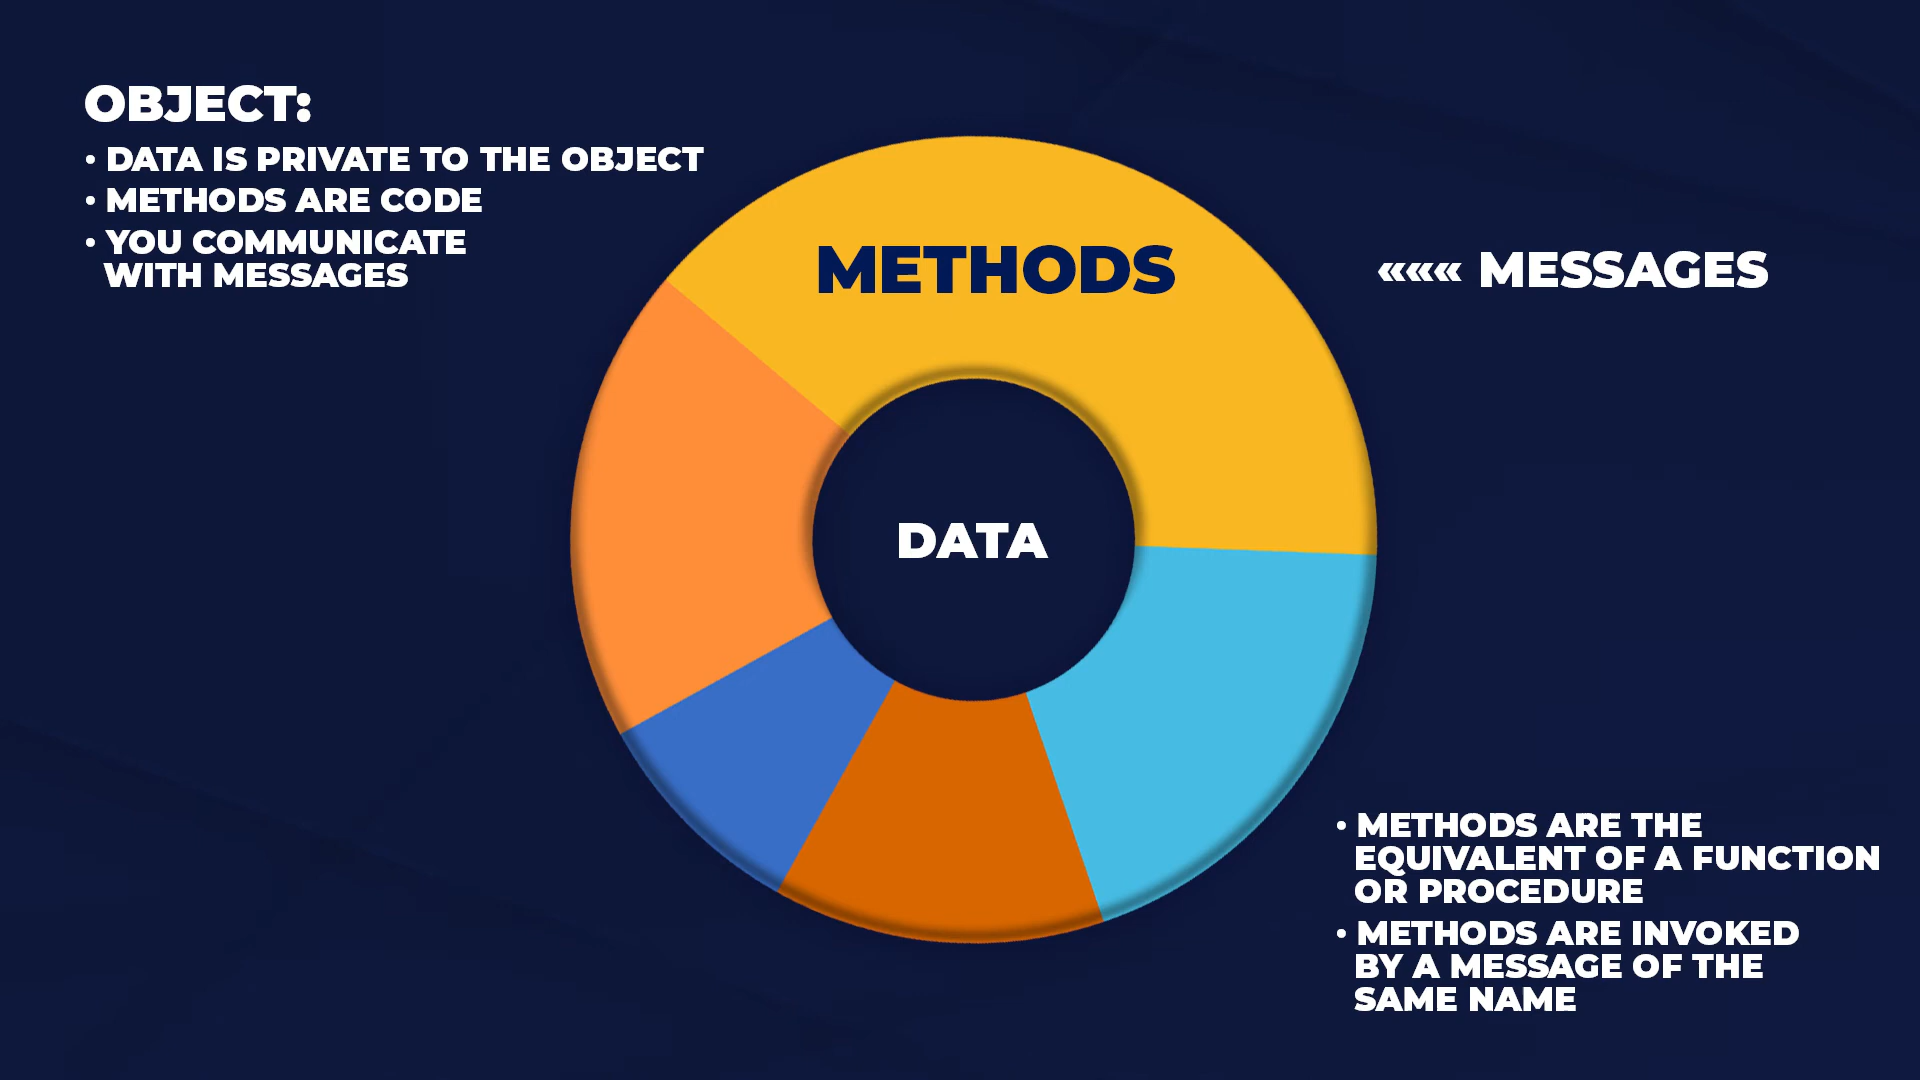 OBJECT:
• DATA IS PRIVATE TO THE OBJECT
• METHODS ARE CODE
• YOU COMMUNICATE
WITH MESSAGES
METHODS
««« MESSAGES
DATA
• METHODS ARE THE
EQUIVALENT OF A FUNCTION
OR PROCEDURE
• METHODS ARE INVOKED
BY A MESSAGE OF THE
SAME NAME